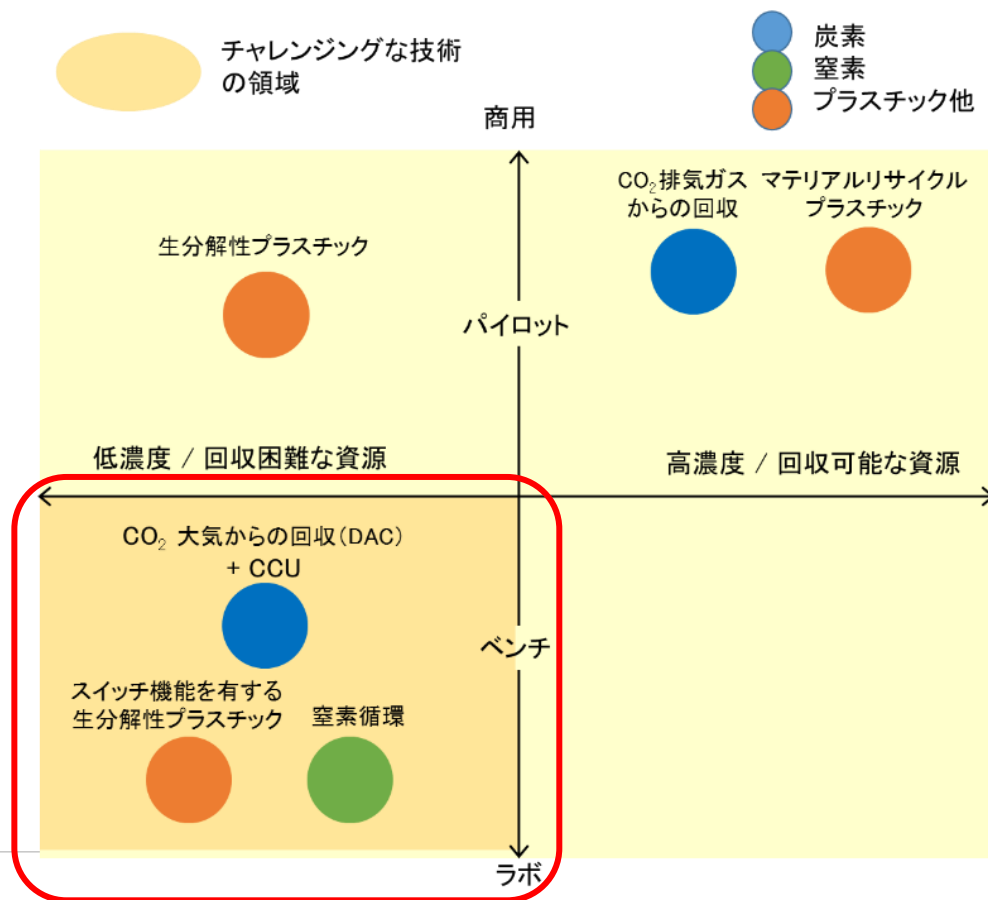 チャレンジングな技術
の領域
炭素
窒素
プラスチック他
商用
CO₂排気ガス
からの回収
マテリアルリサイクル
プラスチック
生分解性プラスチック
パイロット
低濃度 / 回収困難な資源
高濃度 / 回収可能な資源
CO₂ 大気からの回収(DAC)
+ CCU
ベンチ
スイッチ機能を有する
生分解性プラスチック
窒素循環
ラボ